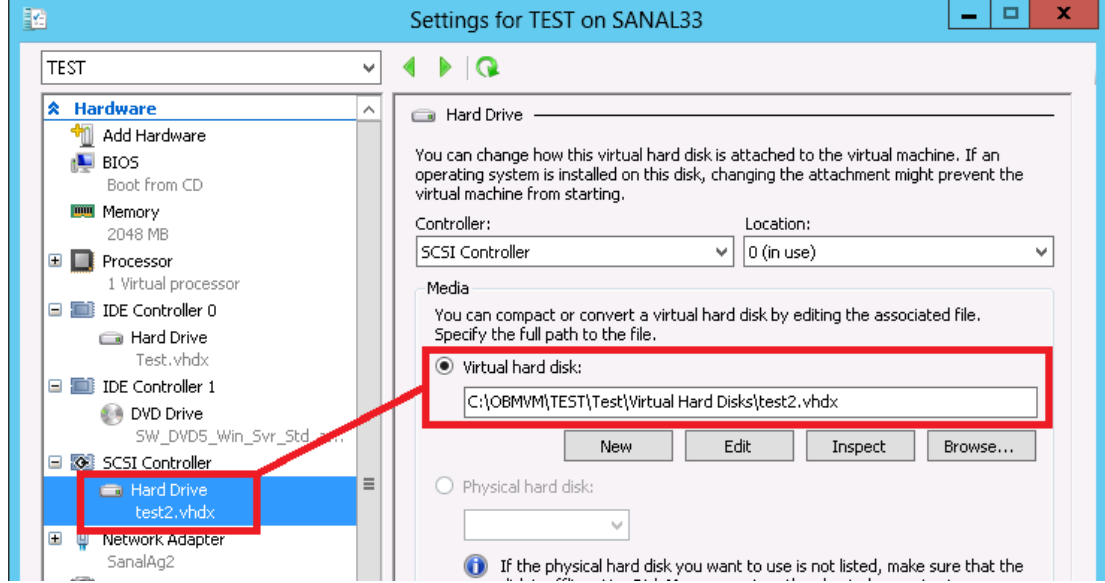 Settings for TEST on SANAL33
TEST
Hardware
Add Hardware
BIOS
Boot from CD
Memory
2048 MB
Processor
1 Virtual processor
IDE Controller 0
Hard Drive
Test.vhdx
IDE Controller 1
DVD Drive
SW_DVD5_Win_Svr_Std_
SCSI Controller
Hard Drive
test2.vhdx
Network Adapter
SanalAg2
Hard Drive
You can change how this virtual hard disk is attached to the virtual machine. If an
operating system is installed on this disk, changing the attachment might prevent the
virtual machine from starting.
Controller:
Location:
SCSI Controller
0 (in use)
Media
You can compact or convert a virtual hard disk by editing the associated file.
Specify the full path to the file.
Virtual hard disk:
C:\OBMVM\TEST\Test\Virtual Hard Disks\test2.vhdx
New
Edit
Inspect
Browse...
Physical hard disk:
If the physical hard disk you want to use is not listed, make sure that the